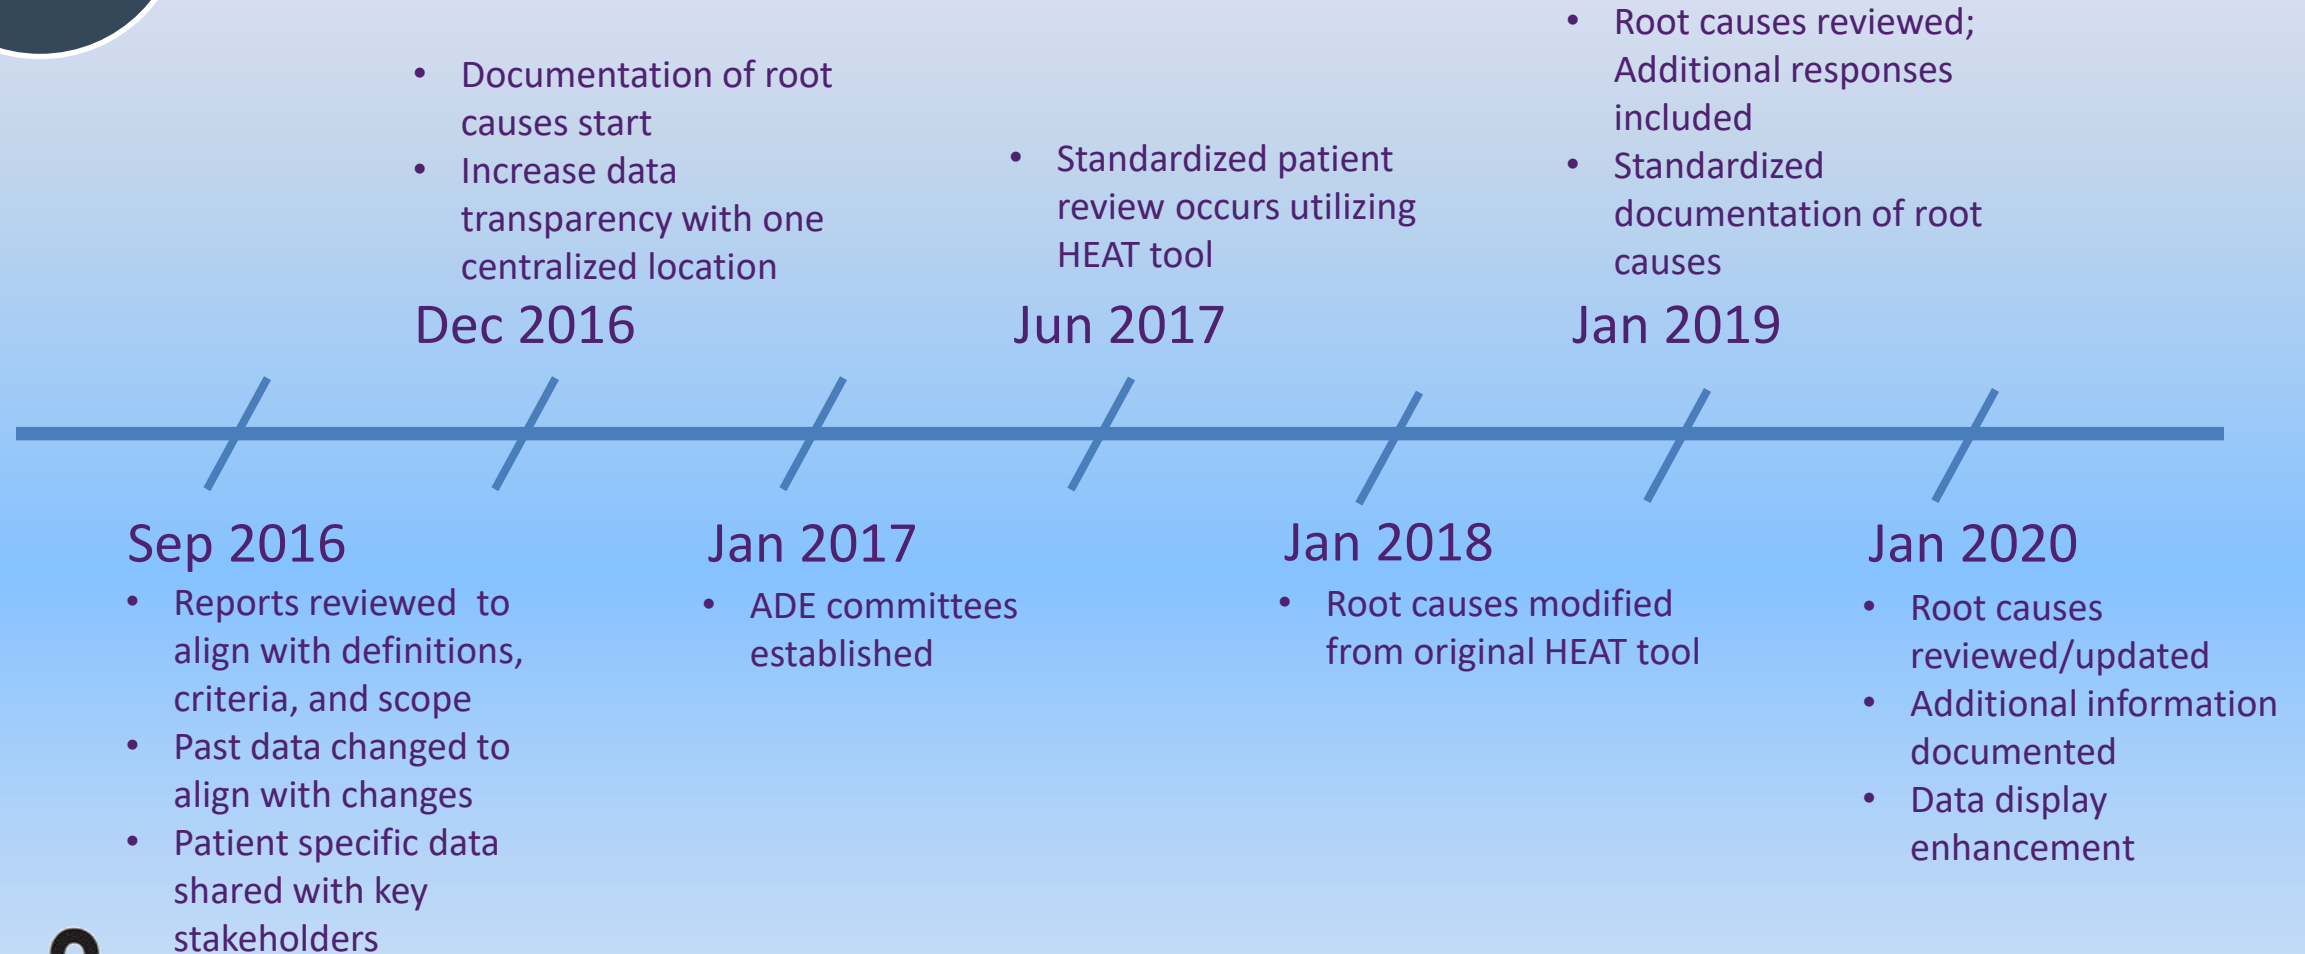 • Documentation of root
causes start
• Increase data
transparency with one
centralized location
Dec 2016
• Standardized patient
review occurs utilizing
HEAT tool
Jun 2017
• Root causes reviewed;
Additional responses
included
• Standardized
documentation of root
causes
Jan 2019
Sep 2016
• Reports reviewed to
align with definitions,
criteria, and scope
• Past data changed to
align with changes
• Patient specific data
shared with key
stakeholders
Jan 2017
• ADE committees
established
Jan 2018
• Root causes modified
from original HEAT tool
Jan 2020
• Root causes
reviewed/updated
• Additional information
documented
• Data display
enhancement